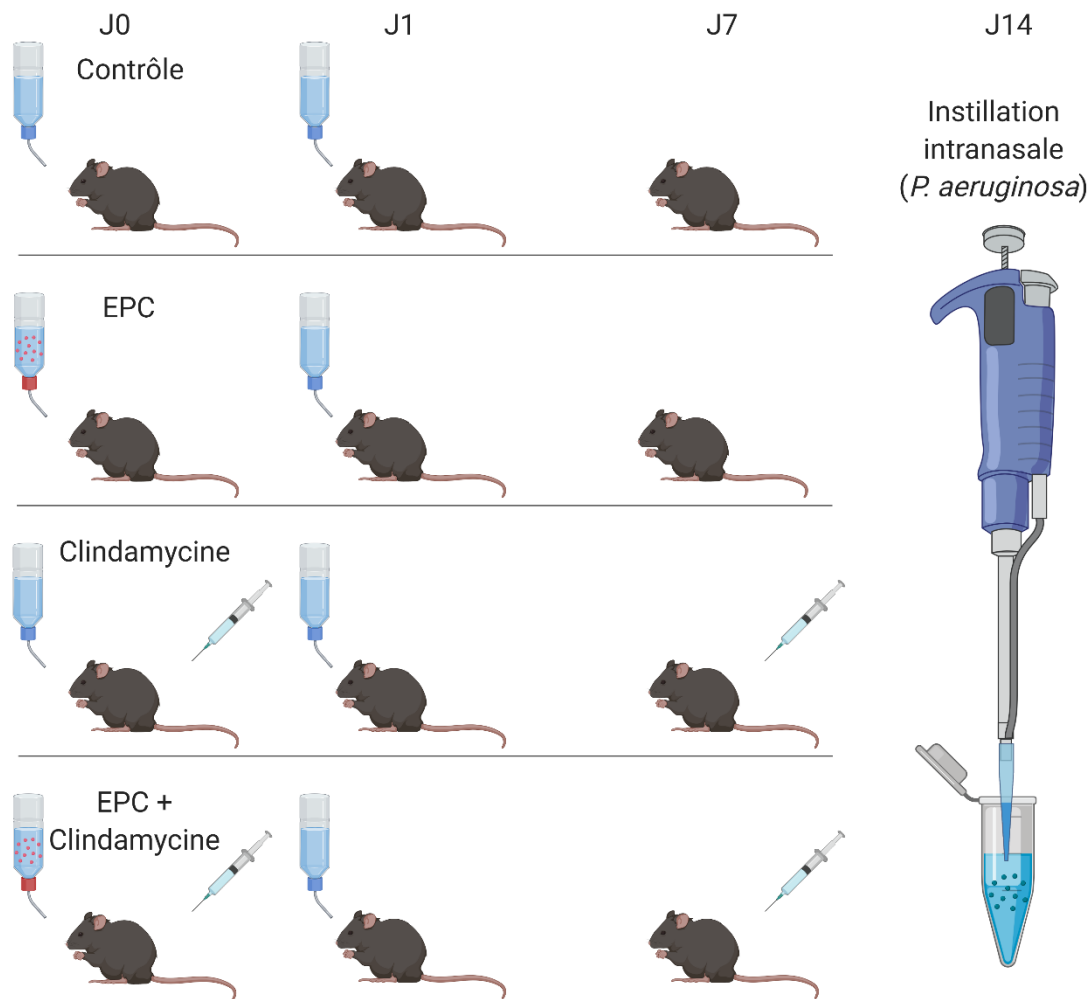 J0
J1
J7
J14
Contrôle
Instillation
intranasale
(P. aeruginosa)
EPC
Clindamycine
EPC +
Clindamycine